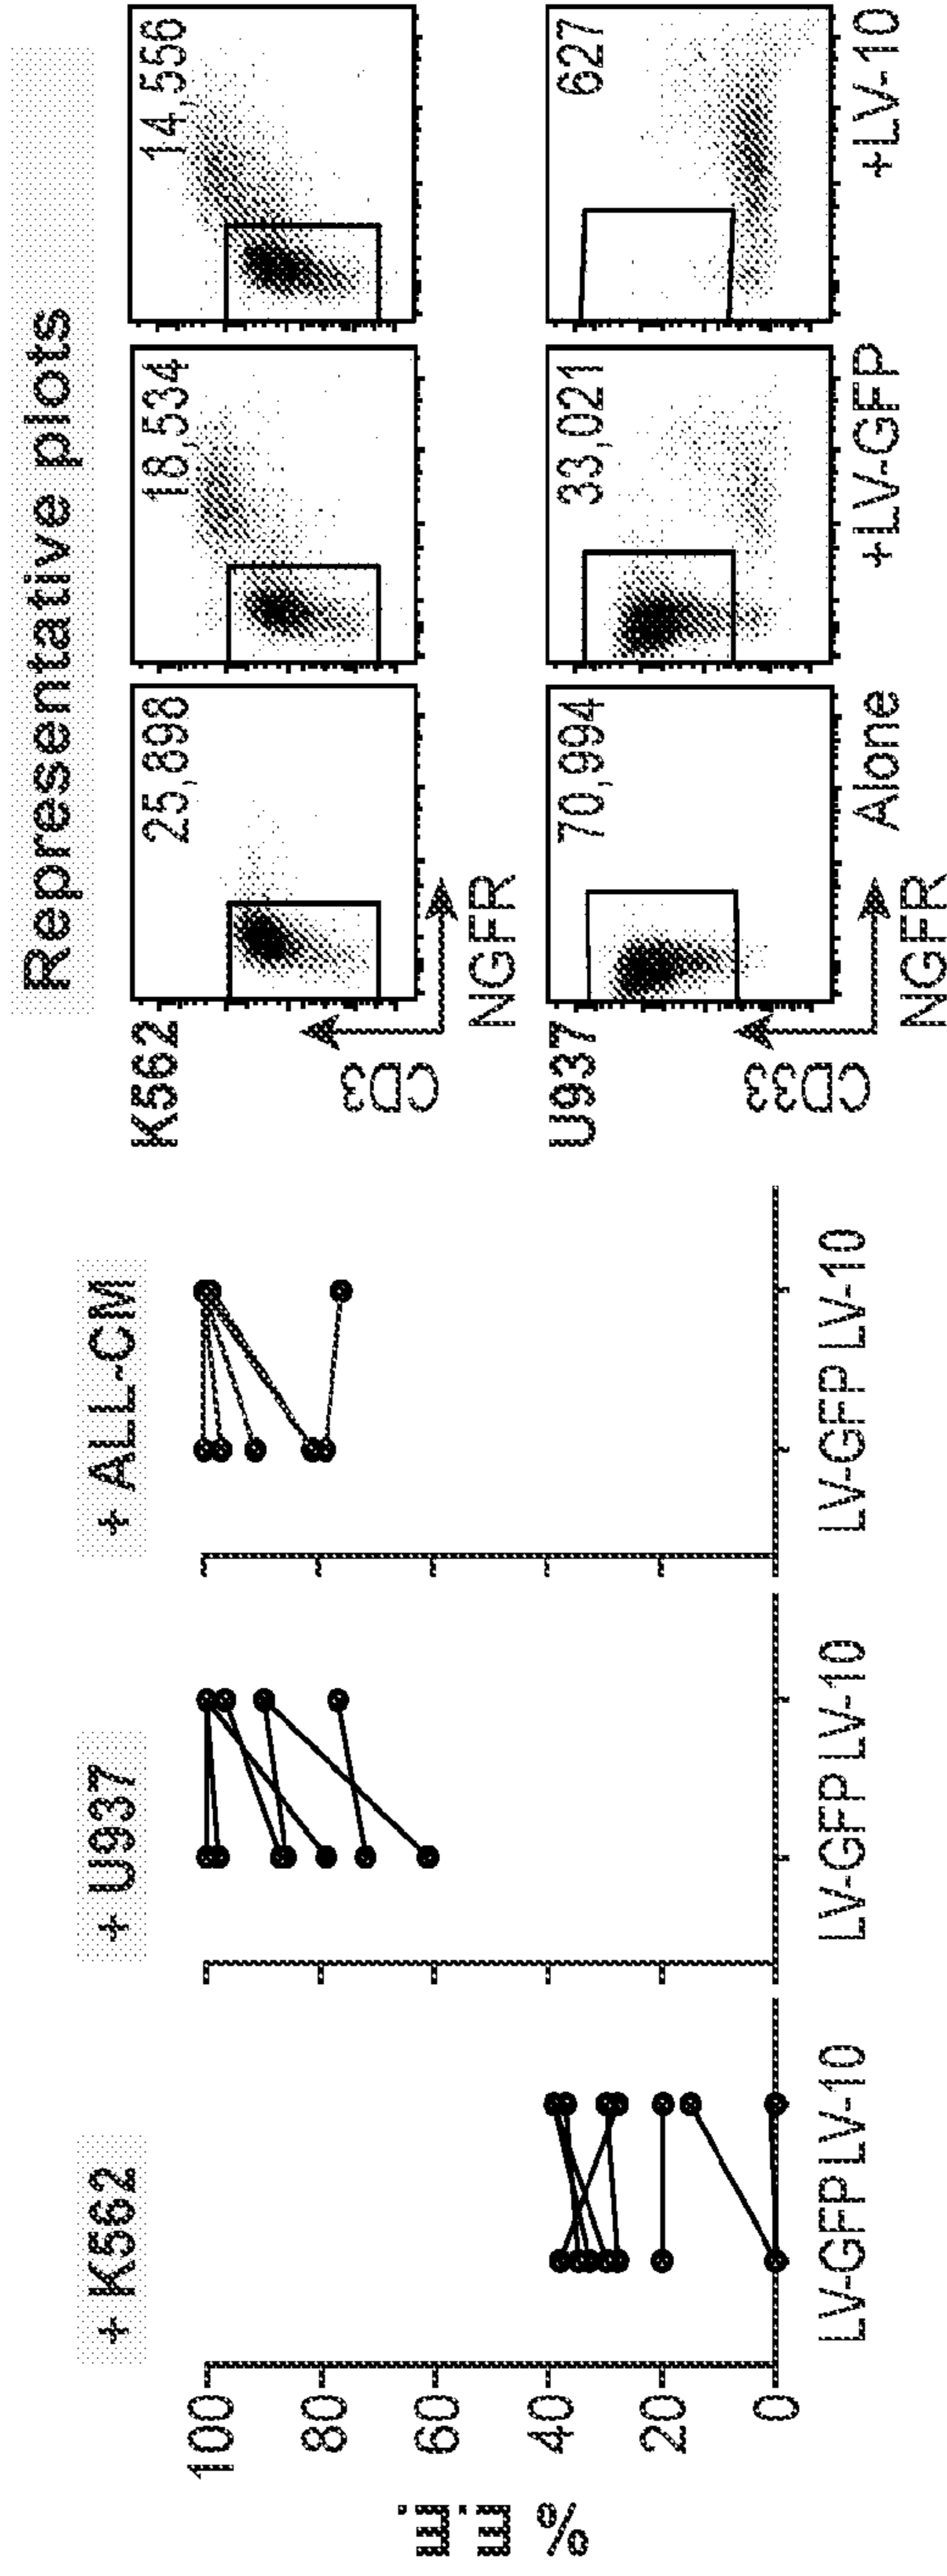 + K562
+ U937
+ ALL-CM
Representative plots
% E.E.
100
80
60
40
20
0
LV-GFP LV-10
LV-GFP LV-10
LV-GFP LV-10
K562
25,898
18,534
14,556
CD3
NGFR
U937
70,994
33,021
627
CD33
NGFR
Alone
+LV-GFP
+LV-10